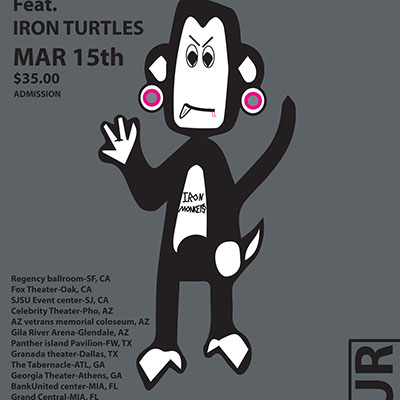 Feat.
IRON TURTLES
MAR 15th
$35.00
ADMISSION
IRON
MONKEYS
Regency ballroom-SF, CA
Fox Theater-Oak, CA
SJSU Event center-SJ, CA
Celebrity Theater-Pho, AZ
AZ vetrans memorial coloseum, AZ
Gila River Arena-Glendale, AZ
Panther island Pavilion-FW, TX
Granada theater-Dallas, TX
The Tabernacle-ATL, GA
Georgia Theater-Athens, GA
BankUnited center-MIA, FL
Grand Central-MIA, FL
UR